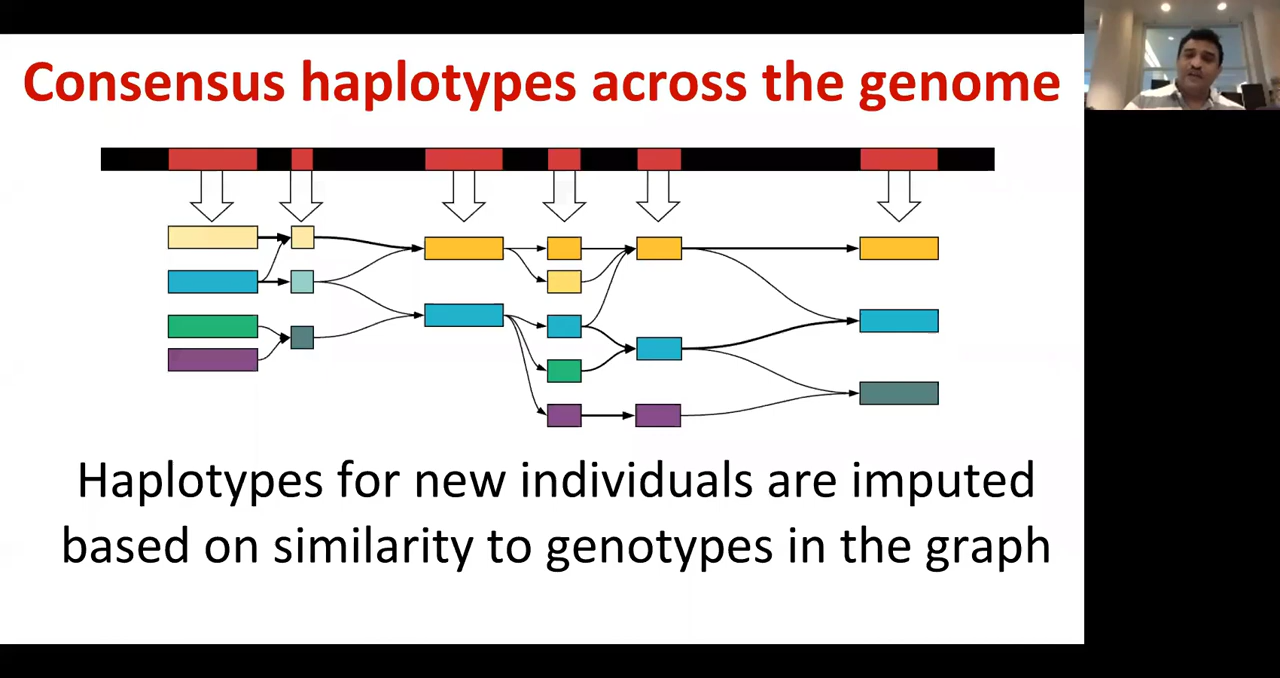 Consensus haplotypes across the genome
Haplotypes for new individuals are imputed
based on similarity to genotypes in the graph